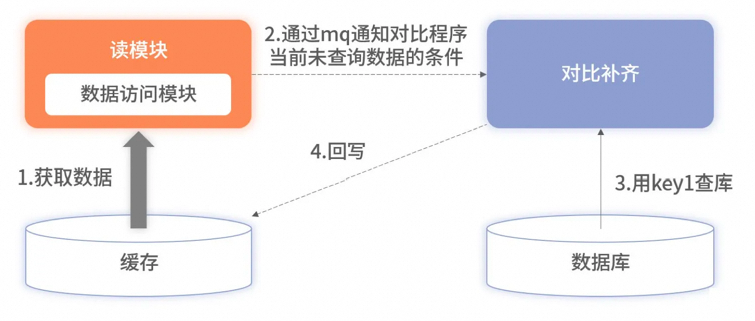 读模块
数据访问模块
2.通过mq通知对比程序
当前未查询数据的条件
对比补齐
1.获取数据
4.回写
3.用key1查库
缓存
数据库